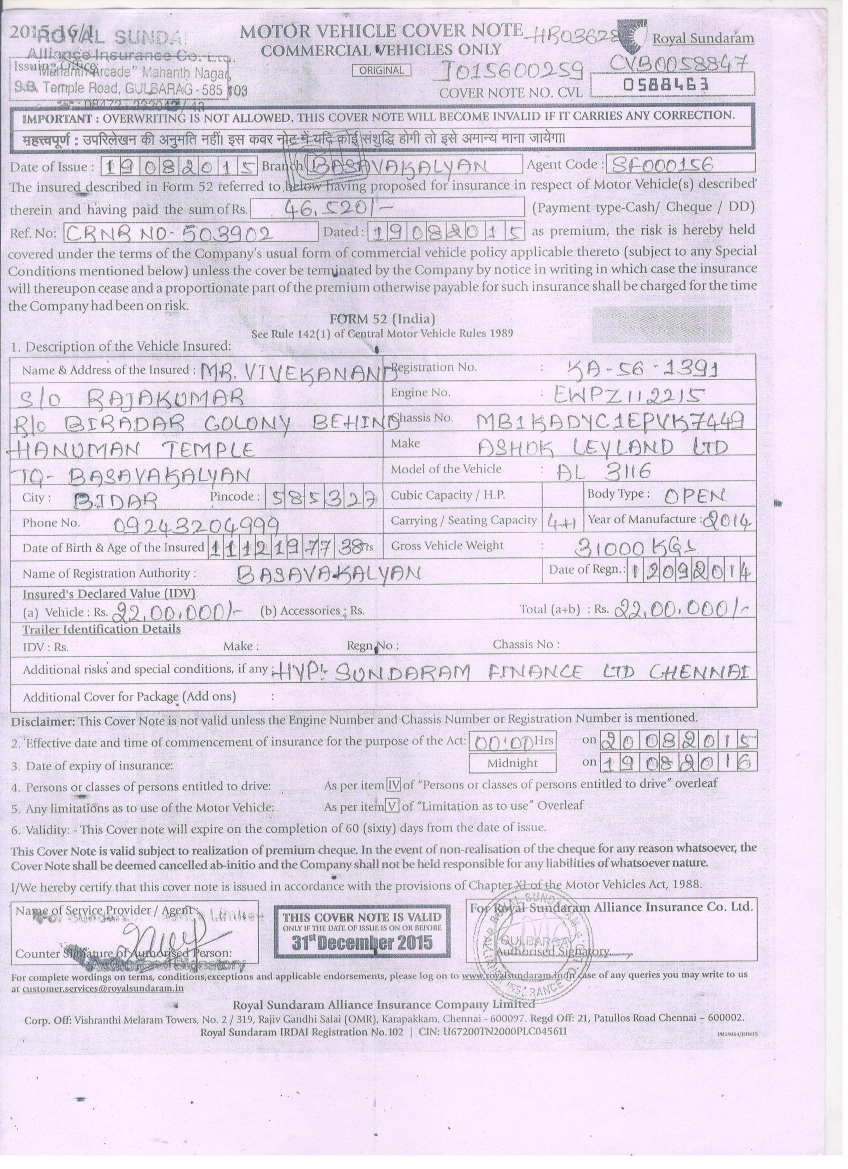 2015-16/1 MOTOR VEHICLE COVER NOTE HR03628 Royal Sundaram
ROYAL SUNDA
COMMERCIAL VEHICLES ONLY
Alliance Insurance Co. Ltd.
Issuing Office
Arcade" Mahanth Nagar,
ORIGINAL J015600259 CVB0058847
S.B. Temple Road, GULBARAG - 585 103
COVER NOTE NO. CVL 0588463
IMPORTANT : OVERWRITING IS NOT ALLOWED. THIS COVER NOTE WILL BECOME INVALID IF IT CARRIES ANY CORRECTION.
महत्त्वपूर्ण : उपरिलेखन की अनुमति नहीं। इस कवर नोट में यदि कोई संशुद्धि होगी तो इसे अमान्य माना जायेगा।
Date of Issue : 19082015 Branch BASAVAKALYAN Agent Code : SF000156
The insured described in Form 52 referred to below having proposed for insurance in respect of Motor Vehicle(s) described
therein and having paid the sum of Rs. 46,520/- (Payment type-Cash/ Cheque / DD)
Ref. No: CRNR NO- 503902 Dated : 19082015 as premium, the risk is hereby held
covered under the terms of the Company's usual form of commercial vehicle policy applicable thereto (subject to any Special
Conditions mentioned below) unless the cover be terminated by the Company by notice in writing in which case the insurance
will thereupon cease and a proportionate part of the premium otherwise payable for such insurance shall be charged for the time
the Company had been on risk.
FORM 52 (India)
See Rule 142(1) of Central Motor Vehicle Rules 1989
1. Description of the Vehicle Insured:
Name & Address of the Insured : MR. VIVEKANAND Registration No. : KA-56-1391
S/o RAJAKUMAR Engine No. : EWPZ112215
R/o BIRADAR COLONY BEHIND Chassis No. MB1KADYC1EPVK7449
HANUMAN TEMPLE Make ASHOK LEYLAND LTD
TQ- BASAVAKALYAN Model of the Vehicle : AL 3116
City : BIDAR Pincode : 585327 Cubic Capacity / H.P. Body Type : OPEN
Phone No. 09243204999 Carrying / Seating Capacity 4+1 Year of Manufacture : 2014
Date of Birth & Age of the Insured 11121977 38Yrs Gross Vehicle Weight : 31000 KGS
Name of Registration Authority : BASAVAKALYAN Date of Regn.: 12092014
Insured's Declared Value (IDV)
(a) Vehicle : Rs. 22,00,000/- (b) Accessories : Rs. Total (a+b) : Rs. 22,00,000/-
Trailer Identification Details
IDV : Rs. Make : Regn.No : Chassis No :
Additional risks and special conditions, if any : HYP: SUNDARAM FINANCE LTD CHENNAI
Additional Cover for Package (Add ons) :
Disclaimer: This Cover Note is not valid unless the Engine Number and Chassis Number or Registration Number is mentioned.
2. Effective date and time of commencement of insurance for the purpose of the Act: 00:00 Hrs on 20082015
3. Date of expiry of insurance: Midnight on 19082016
4. Persons or classes of persons entitled to drive: As per item IV of "Persons or classes of persons entitled to drive" overleaf
5. Any limitations as to use of the Motor Vehicle: As per item V of "Limitation as to use" Overleaf
6. Validity: - This Cover note will expire on the completion of 60 (sixty) days from the date of issue.
This Cover Note is valid subject to realization of premium cheque. In the event of non-realisation of the cheque for any reason whatsoever, the
Cover Note shall be deemed cancelled ab-initio and the Company shall not be held responsible for any liabilities of whatsoever nature.
I/We hereby certify that this cover note is issued in accordance with the provisions of Chapter XI of the Motor Vehicles Act, 1988.
Name of Service Provider / Agent: THIS COVER NOTE IS VALID For Royal Sundaram Alliance Insurance Co. Ltd.
ONLY IF THE DATE OF ISSUE IS ON OR BEFORE
31st December 2015 GULBARGA
Counter Signature of Authorised Person: Authorised Signatory
Authorised Signatory
For complete wordings on terms, conditions,exceptions and applicable endorsements, please log on to www.royalsundaram.in.In case of any queries you may write to us
at customer.services@royalsundaram.in
Royal Sundaram Alliance Insurance Company Limited
Corp. Off: Vishranthi Melaram Towers, No. 2 / 319, Rajiv Gandhi Salai (OMR), Karapakkam, Chennai - 600097. Regd Off: 21, Patullos Road Chennai – 600002.
Royal Sundaram IRDAI Registration No.102 | CIN: U67200TN2000PLC045611